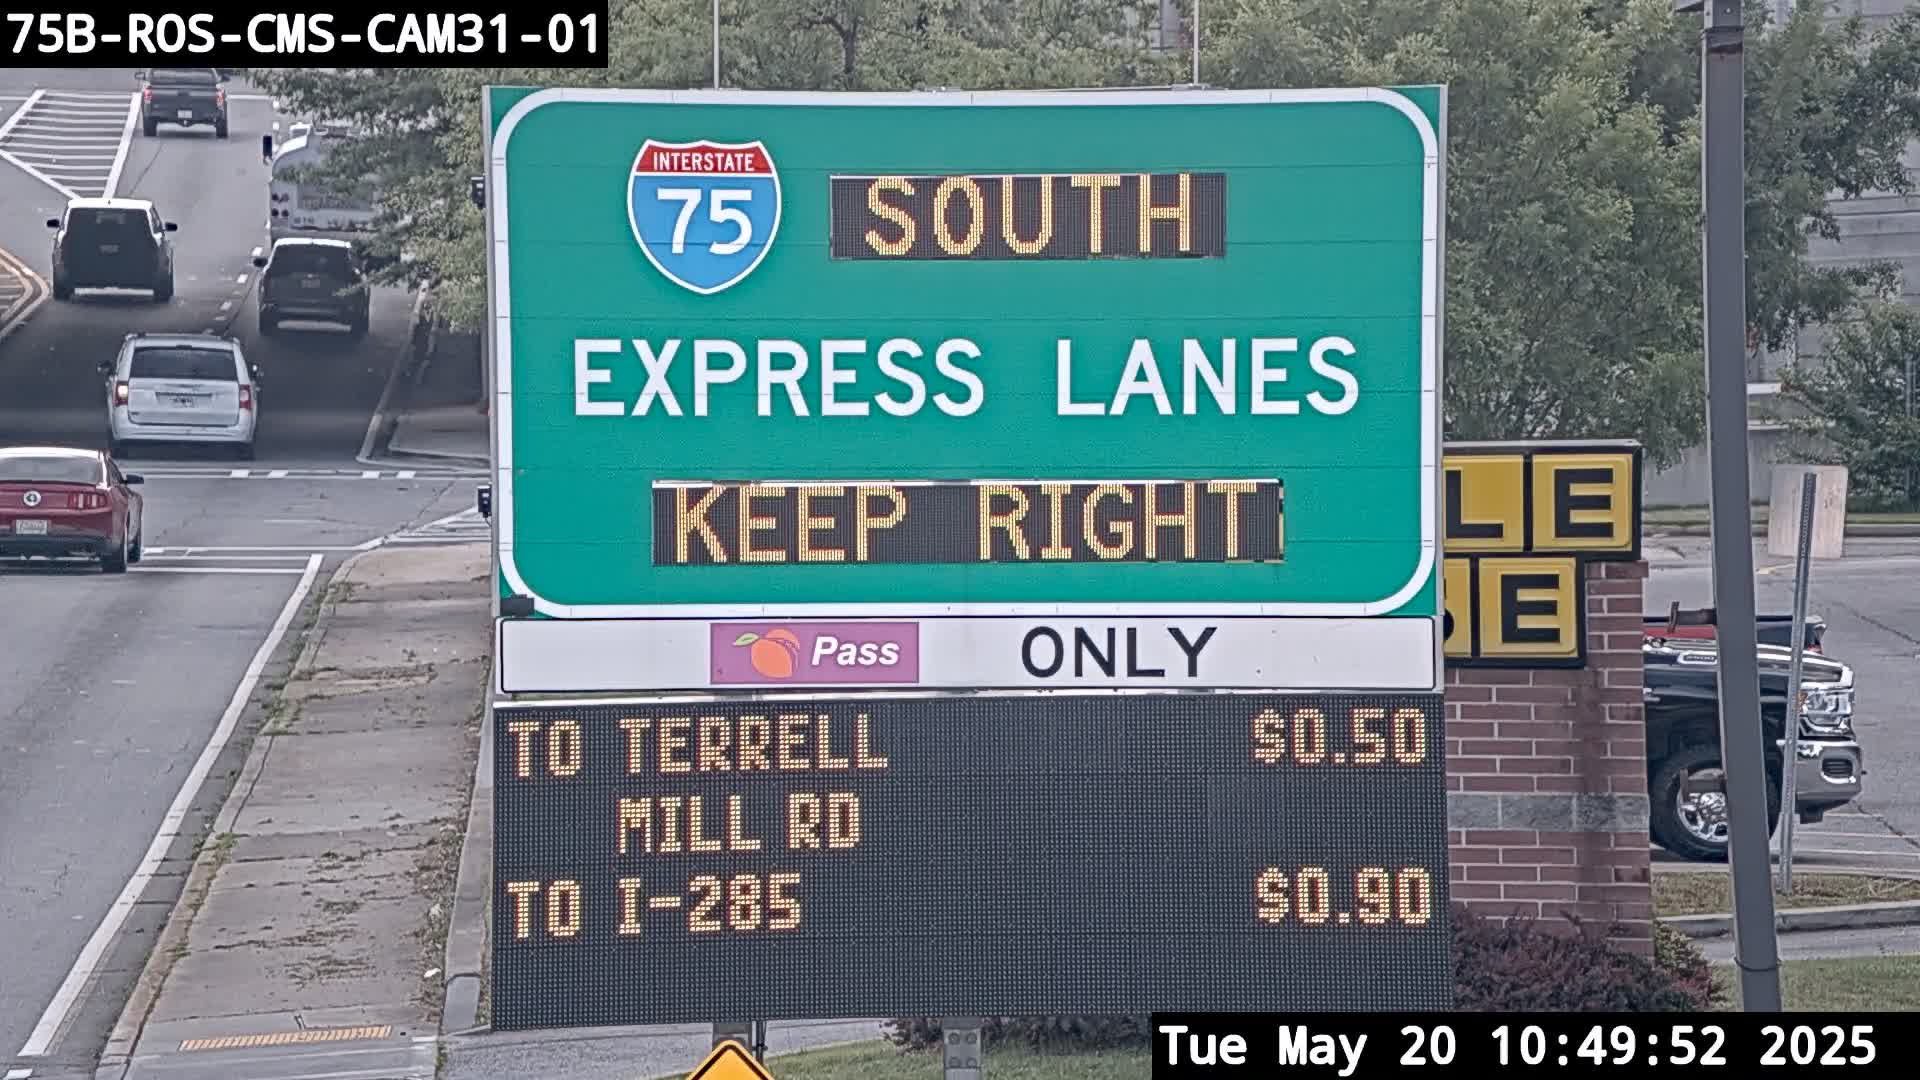 75B-ROS-CMS-CAM31-01
INTERSTATE
75
SOUTH
EXPRESS LANES
KEEP RIGHT
Pass ONLY
TO TERRELL $0.50
MILL RD
TO I-285 $0.90
LE
E
Tue May 20 10:49:52 2025